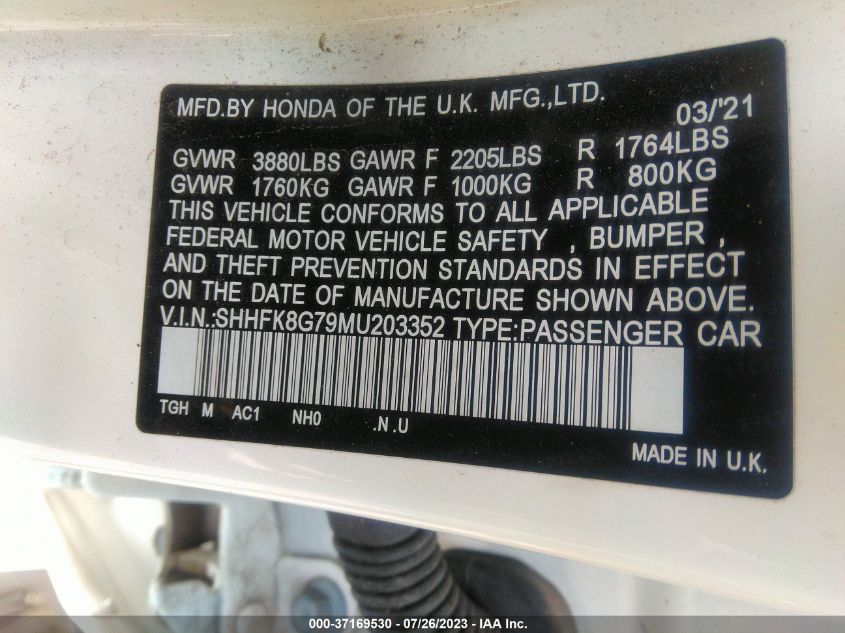 MFD.BY HONDA OF THE U.K. MFG.,LTD.
03/'21
GVWR 3880LBS GAWR F 2205LBS R 1764LBS
GVWR 1760KG GAWR F 1000KG R 800KG
THIS VEHICLE CONFORMS TO ALL APPLICABLE
FEDERAL MOTOR VEHICLE SAFETY , BUMPER ,
AND THEFT PREVENTION STANDARDS IN EFFECT
ON THE DATE OF MANUFACTURE SHOWN ABOVE.
V.I.N.:SHHFK8G79MU203352 TYPE:PASSENGER CAR
TGH M AC1 NH0 .N .U
MADE IN U.K.
000-37169530 - 07/26/2023 - IAA Inc.